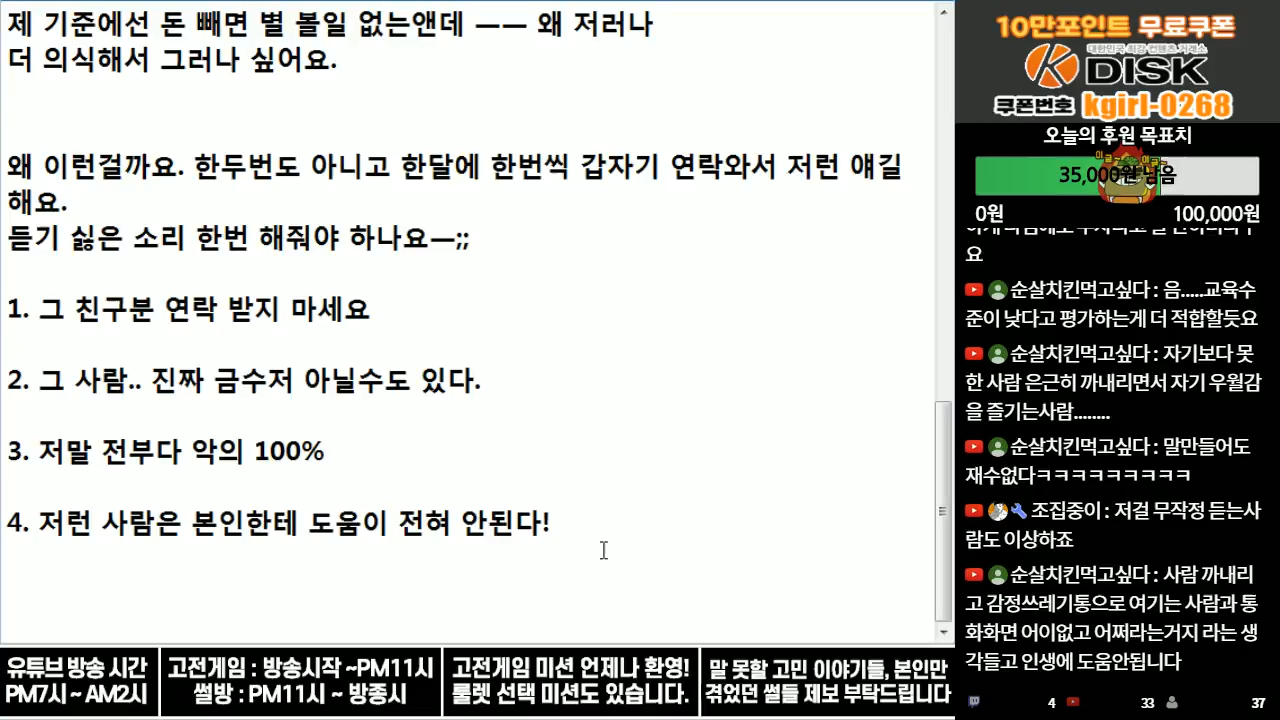 제 기준에선 돈 빼면 별 볼일 없는앤데 ㅡㅡ 왜 저러나
더 의식해서 그러나 싶어요.
왜 이런걸까요. 한두번도 아니고 한달에 한번씩 갑자기 연락와서 저런 얘길
해요.
듣기 싫은 소리 한번 해줘야 하나요ㅡ;;
1. 그 친구분 연락 받지 마세요
2. 그 사람.. 진짜 금수저 아닐수도 있다.
3. 저말 전부다 악의 100%
4. 저런 사람은 본인한테 도움이 전혀 안된다!
유튜브 방송 시간
PM7시 ~ AM2시
고전게임 : 방송시작 ~PM11시
썰방 : PM11시 ~ 방종시
고전게임 미션 언제나 환영!
룰렛 선택 미션도 있습니다.
말 못할 고민 이야기들, 본인만
겪었던 썰들 제보 부탁드립니다
10만포인트 무료쿠폰
대한민국 최강 컨텐츠 거래소
K DISK
쿠폰번호 kgirl-0268
오늘의 후원 목표치
이글~ 이글~
35,000원 남음
0원 100,000원
요
순살치킨먹고싶다 : 음.....교육수
준이 낮다고 평가하는게 더 적합할듯요
순살치킨먹고싶다 : 자기보다 못
한 사람 은근히 까내리면서 자기 우월감
을 즐기는사람........
순살치킨먹고싶다 : 말만들어도
재수없다ㅋㅋㅋㅋㅋㅋㅋㅋㅋ
조집중이 : 저걸 무작정 듣는사
람도 이상하죠
순살치킨먹고싶다 : 사람 까내리
고 감정쓰레기통으로 여기는 사람과 통
화화면 어이없고 어쩌라는거지 라는 생
각들고 인생에 도움안됩니다
4 33 37